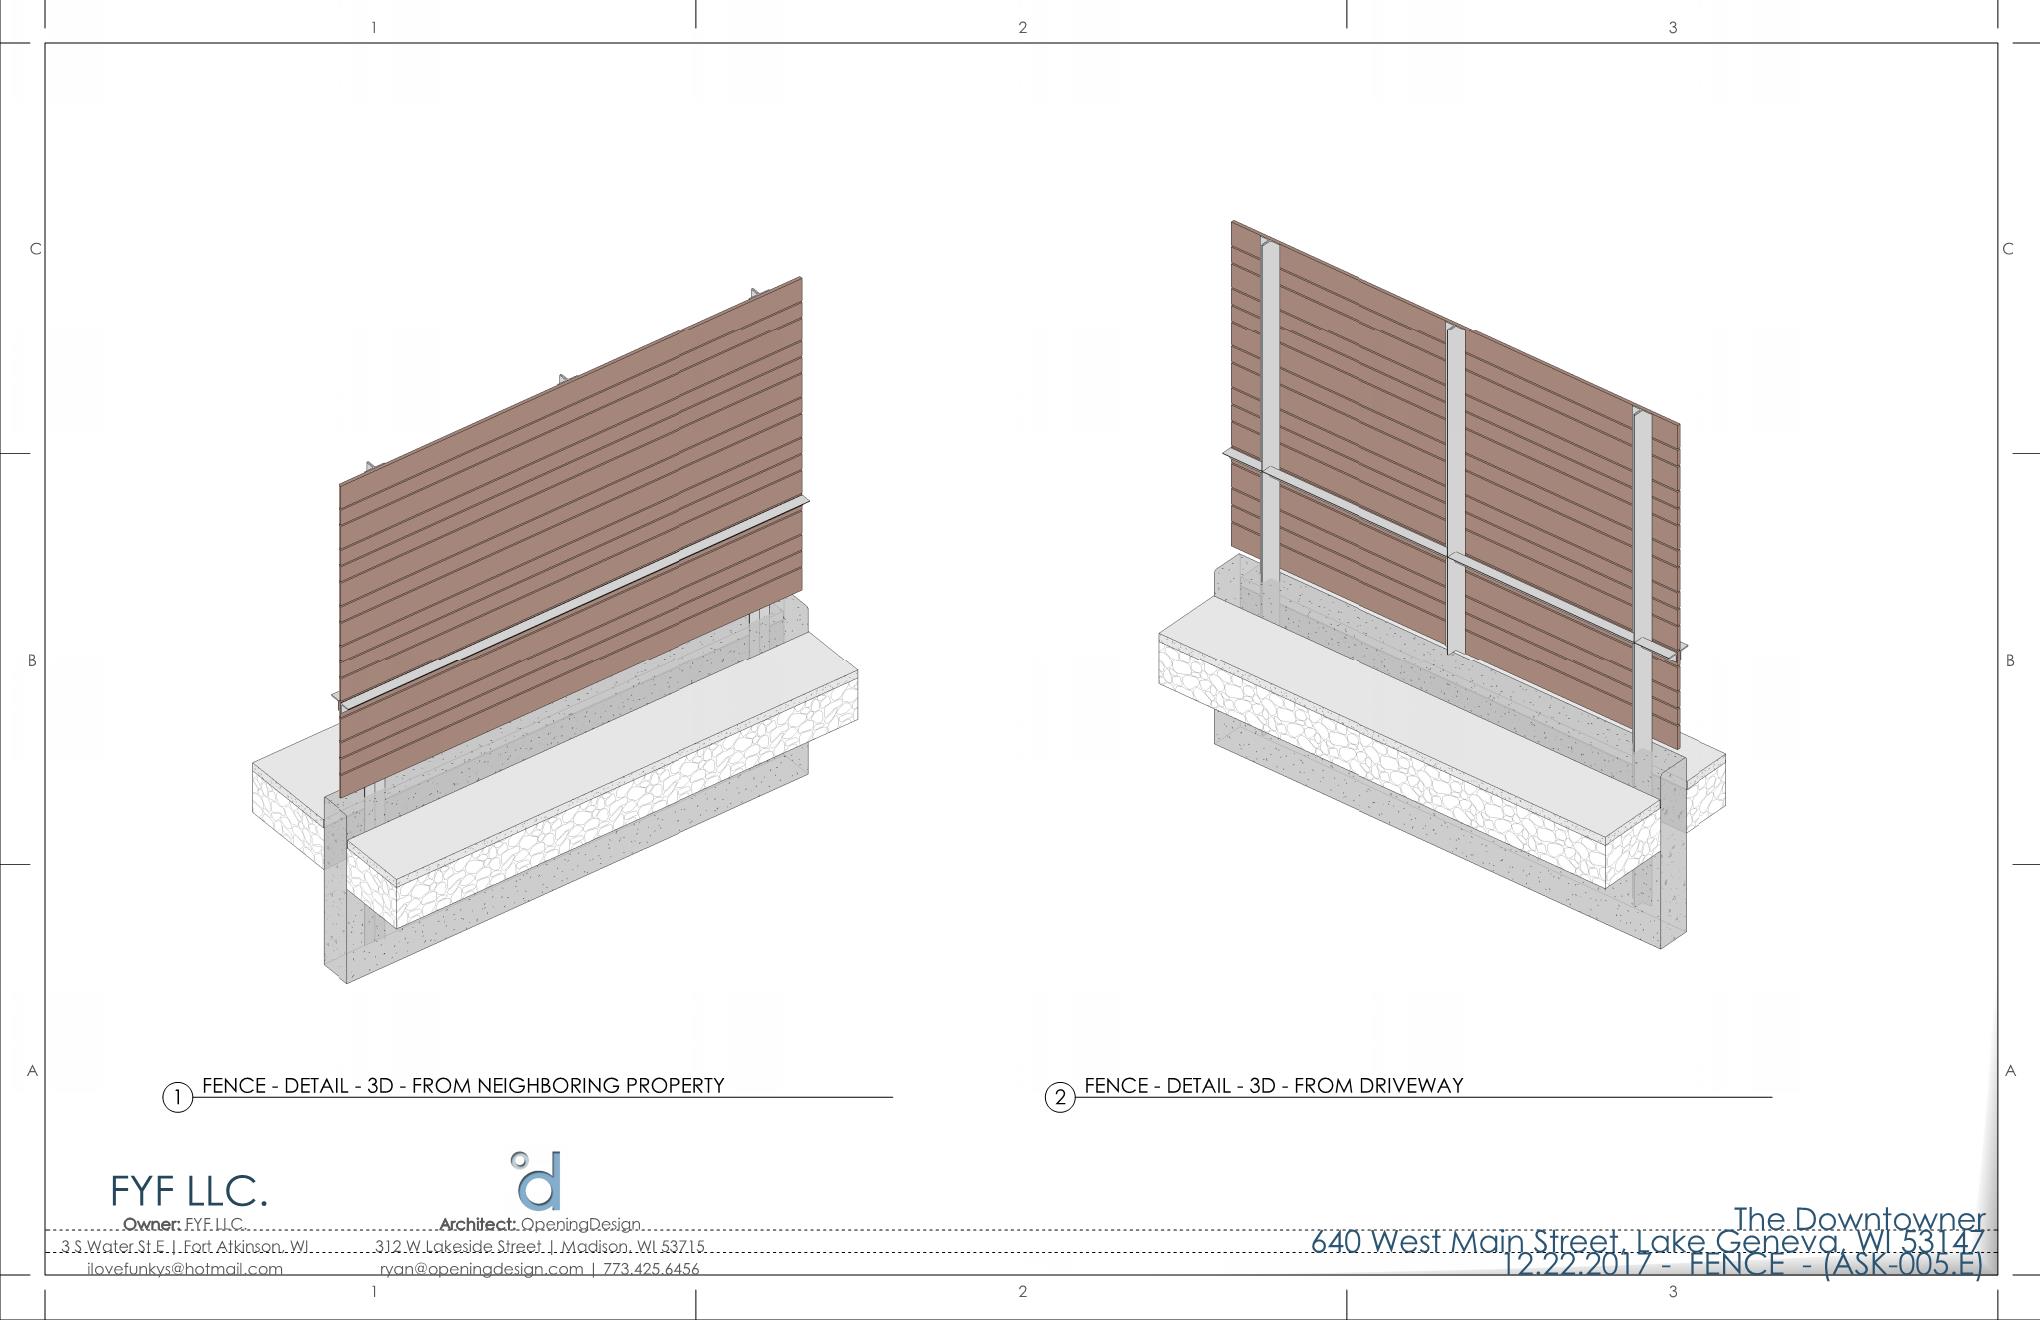 1 2 3
C C
B B
A A
1 FENCE - DETAIL - 3D - FROM NEIGHBORING PROPERTY
2 FENCE - DETAIL - 3D - FROM DRIVEWAY
d
FYF LLC.
Owner: FYF LLC.
3 S Water St E | Fort Atkinson, WI
ilovefunkys@hotmail.com
Architect: OpeningDesign
312 W Lakeside Street | Madison, WI 53715
ryan@openingdesign.com | 773.425.6456
The Downtowner
640 West Main Street, Lake Geneva, WI 53147
12.22.2017 - FENCE - (ASK-005.E)
1 2 3